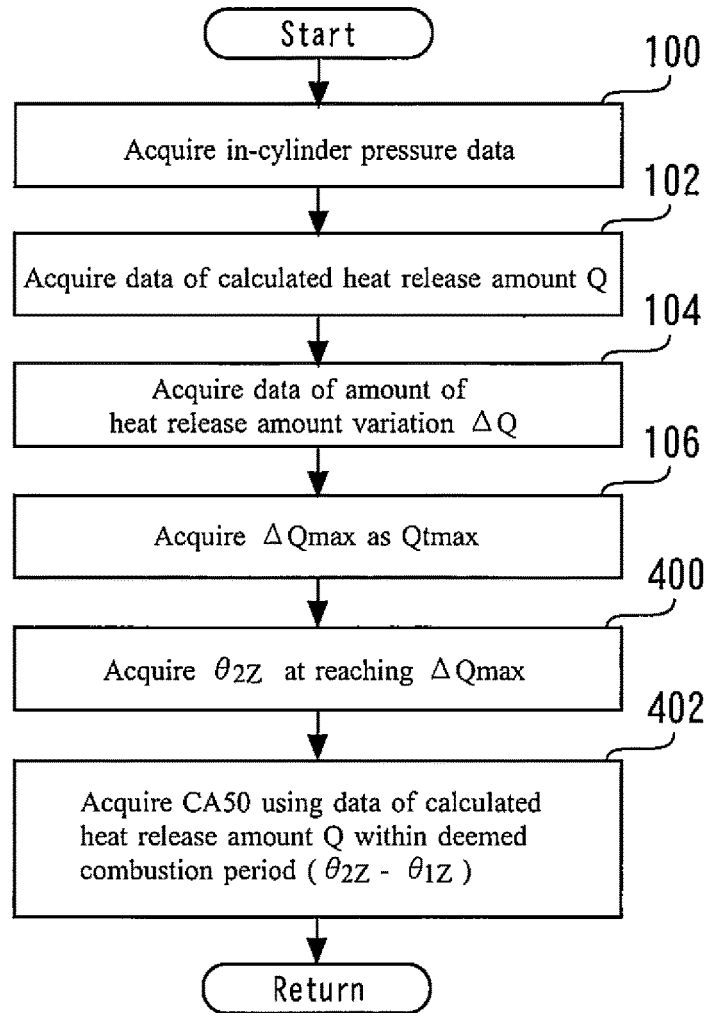 Start
100
Acquire in-cylinder pressure data
102
Acquire data of calculated heat release amount Q
104
Acquire data of amount of
heat release amount variation ΔQ
106
Acquire ΔQmax as Qtmax
400
Acquire θ2Z at reaching ΔQmax
402
Acquire CA50 using data of calculated
heat release amount Q within deemed
combustion period ( θ2Z - θ1Z )
Return